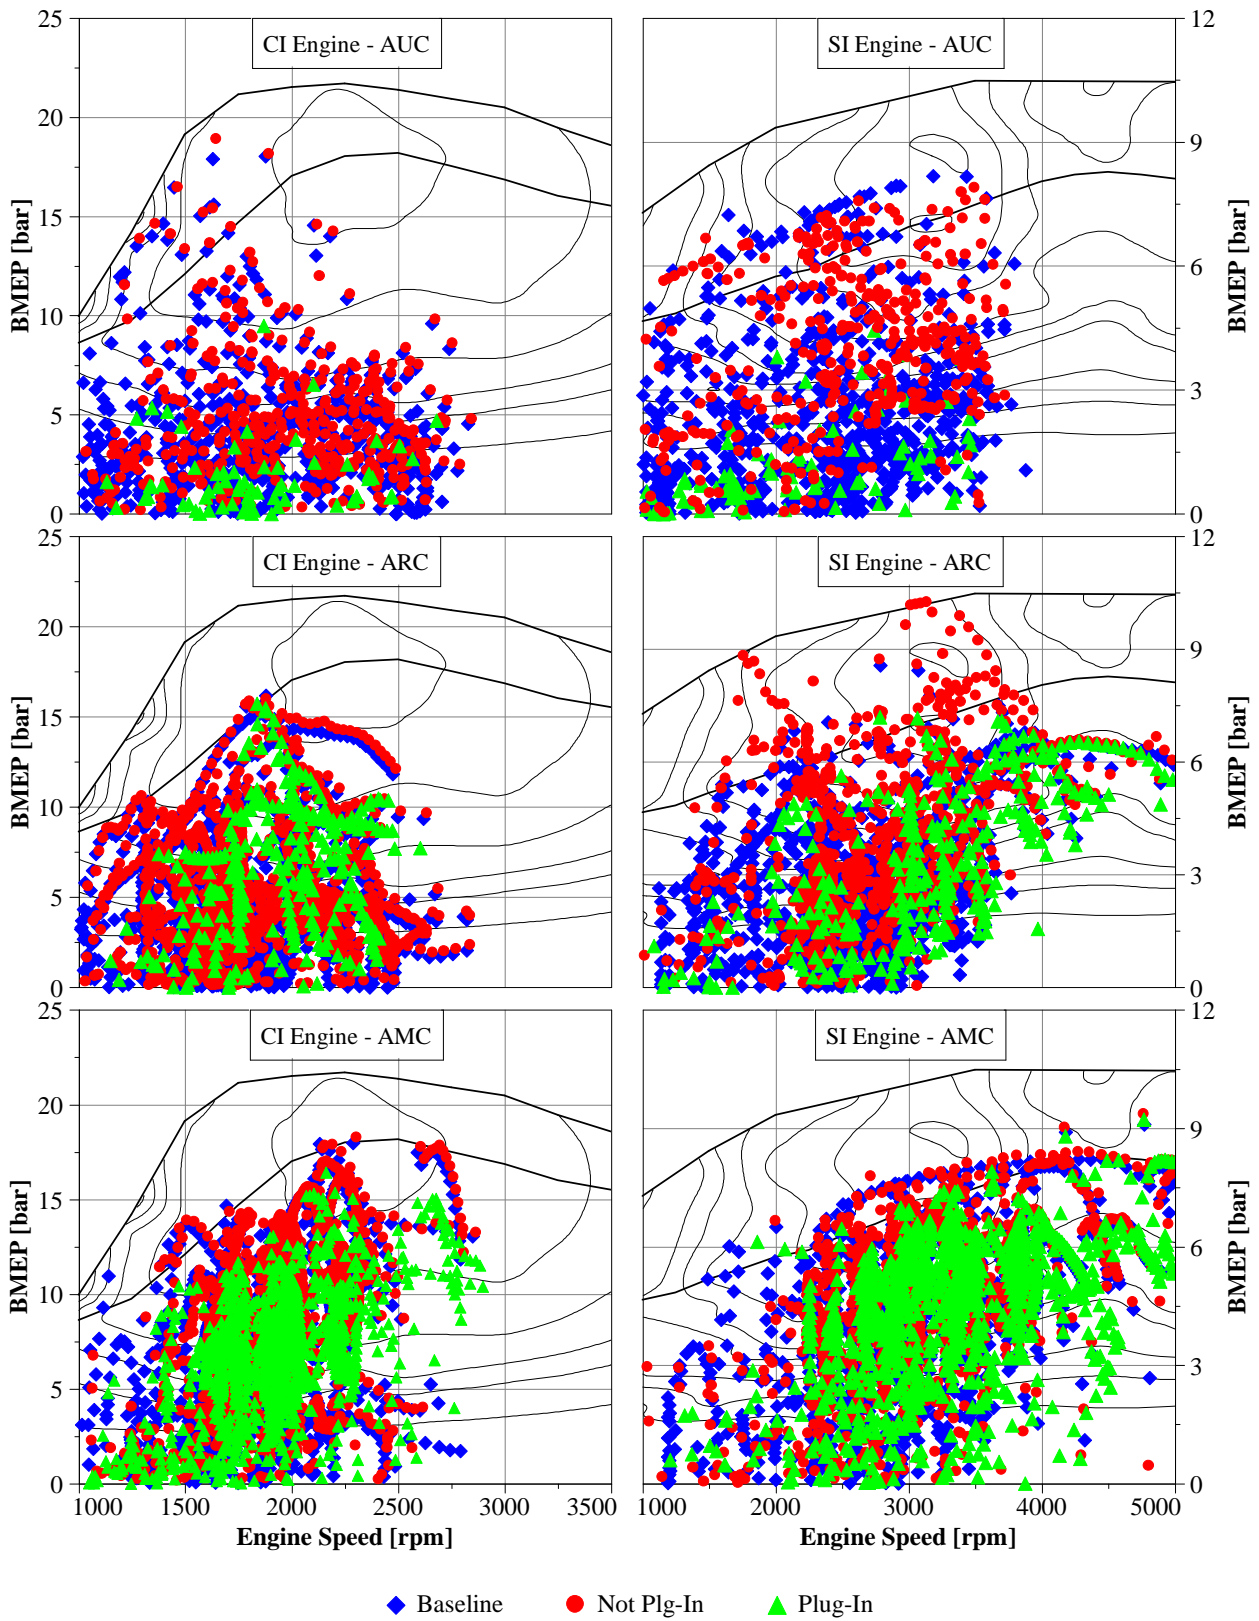 25
20
15
10
5
0
BMEP [bar]
CI Engine - AUC
SI Engine - AUC
12
9
6
3
0
BMEP [bar]
25
20
15
10
5
0
BMEP [bar]
CI Engine - ARC
SI Engine - ARC
12
9
6
3
0
BMEP [bar]
25
20
15
10
5
0
BMEP [bar]
CI Engine - AMC
SI Engine - AMC
12
9
6
3
0
BMEP [bar]
1000 1500 2000 2500 3000 3500
1000 2000 3000 4000 5000
Engine Speed [rpm]
Engine Speed [rpm]
Baseline Not Plg-In Plug-In